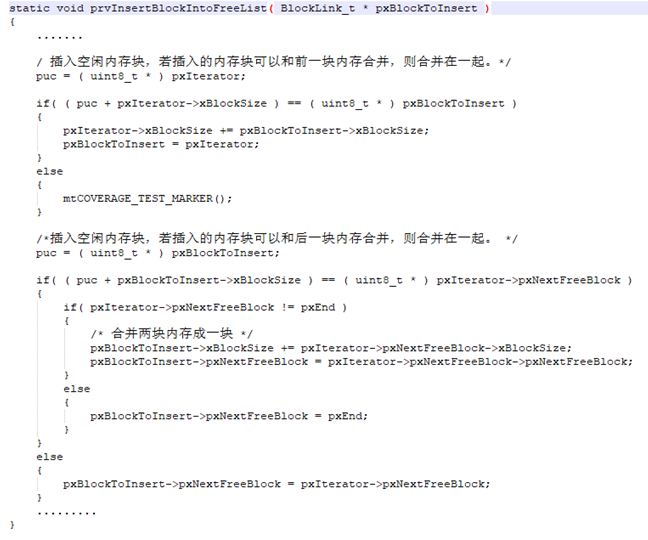 static void prvInsertBlockIntoFreeList( BlockLink_t * pxBlockToInsert )
{
.......
/ 插入空闲内存块，若插入的内存块可以和前一块内存合并，则合并在一起。*/
puc = ( uint8_t * ) pxIterator;
if( ( puc + pxIterator->xBlockSize ) == ( uint8_t * ) pxBlockToInsert )
{
pxIterator->xBlockSize += pxBlockToInsert->xBlockSize;
pxBlockToInsert = pxIterator;
}
else
{
mtCOVERAGE_TEST_MARKER();
}
/*插入空闲内存块，若插入的内存块可以和后一块内存合并，则合并在一起。 */
puc = ( uint8_t * ) pxBlockToInsert;
if( ( puc + pxBlockToInsert->xBlockSize ) == ( uint8_t * ) pxIterator->pxNextFreeBlock )
{
if( pxIterator->pxNextFreeBlock != pxEnd )
{
/* 合并两块内存成一块 */
pxBlockToInsert->xBlockSize += pxIterator->pxNextFreeBlock->xBlockSize;
pxBlockToInsert->pxNextFreeBlock = pxIterator->pxNextFreeBlock->pxNextFreeBlock;
}
else
{
pxBlockToInsert->pxNextFreeBlock = pxEnd;
}
}
else
{
pxBlockToInsert->pxNextFreeBlock = pxIterator->pxNextFreeBlock;
}
.........
}